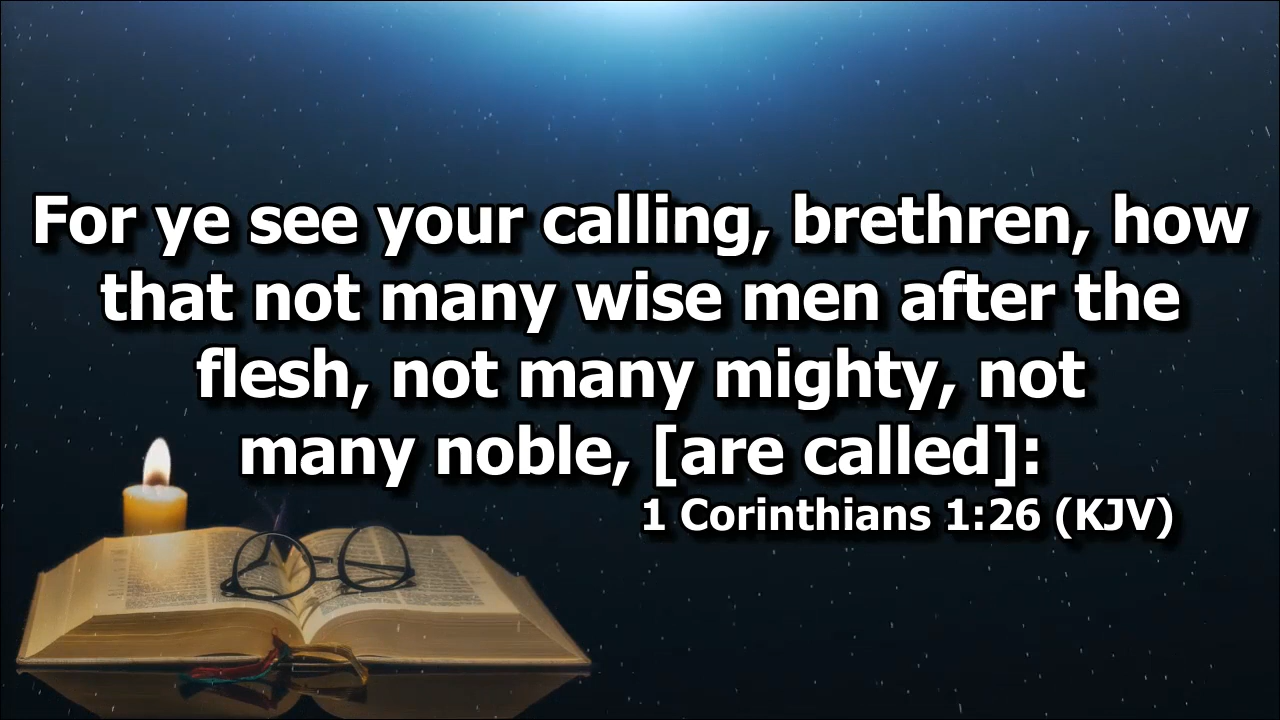 For ye see your calling, brethren, how
that not many wise men after the
flesh, not many mighty, not
many noble, [are called]:
1 Corinthians 1:26 (KJV)